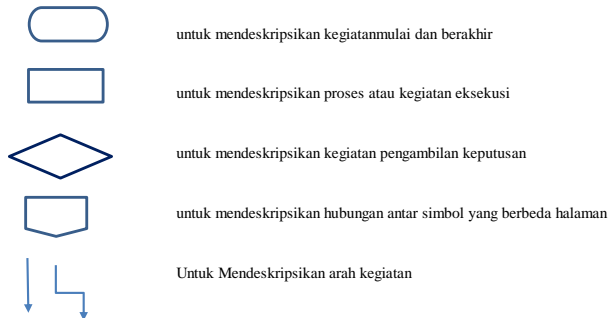 untuk mendeskripsikan kegiatanmulai dan berakhir
untuk mendeskripsikan proses atau kegiatan eksekusi
untuk mendeskripsikan kegiatan pengambilan keputusan
untuk mendeskripsikan hubungan antar simbol yang berbeda halaman
Untuk Mendeskripsikan arah kegiatan